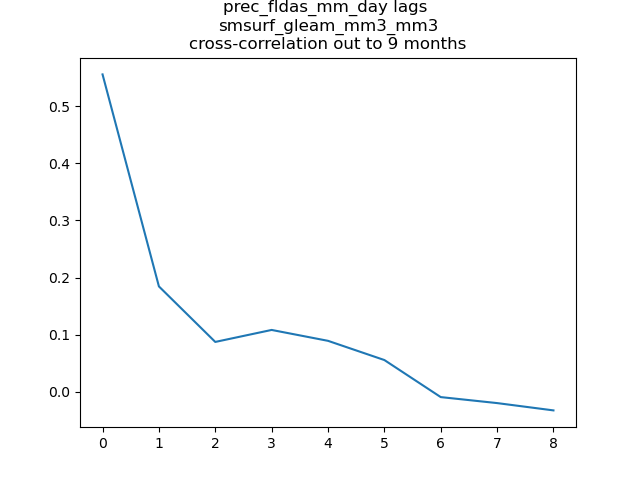 prec_fldas_mm_day lags
smsurf_gleam_mm3_mm3
cross-correlation out to 9 months
0.5
0.4
0.3
0.2
0.1
0.0
0 1 2 3 4 5 6 7 8